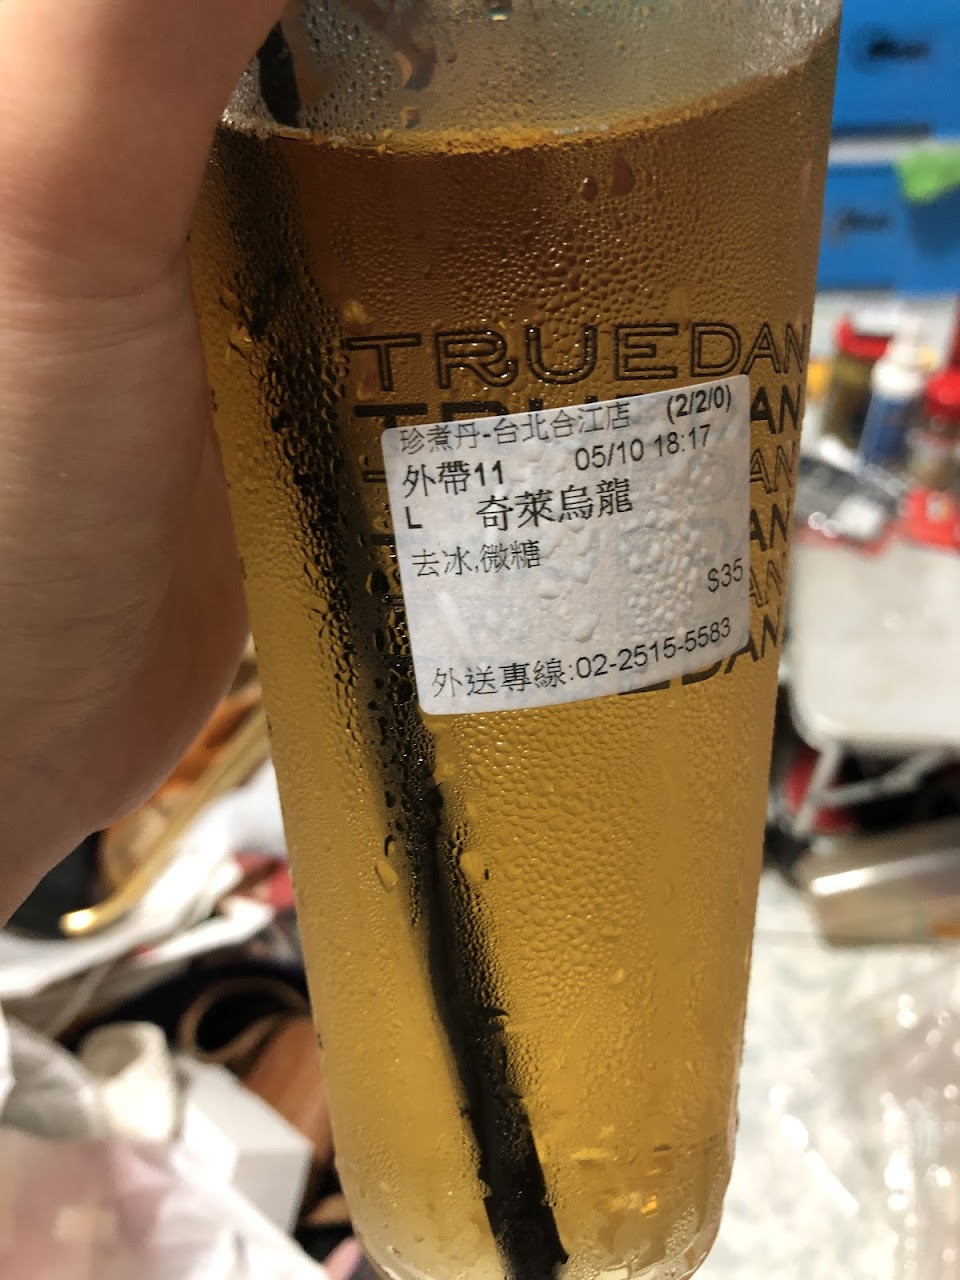 TRUEDAN
珍煮丹-台北合江店 (2/2/0)
外帶11 05/10 18:17
L 奇萊烏龍
去冰,微糖
$35
外送專線:02-2515-5583